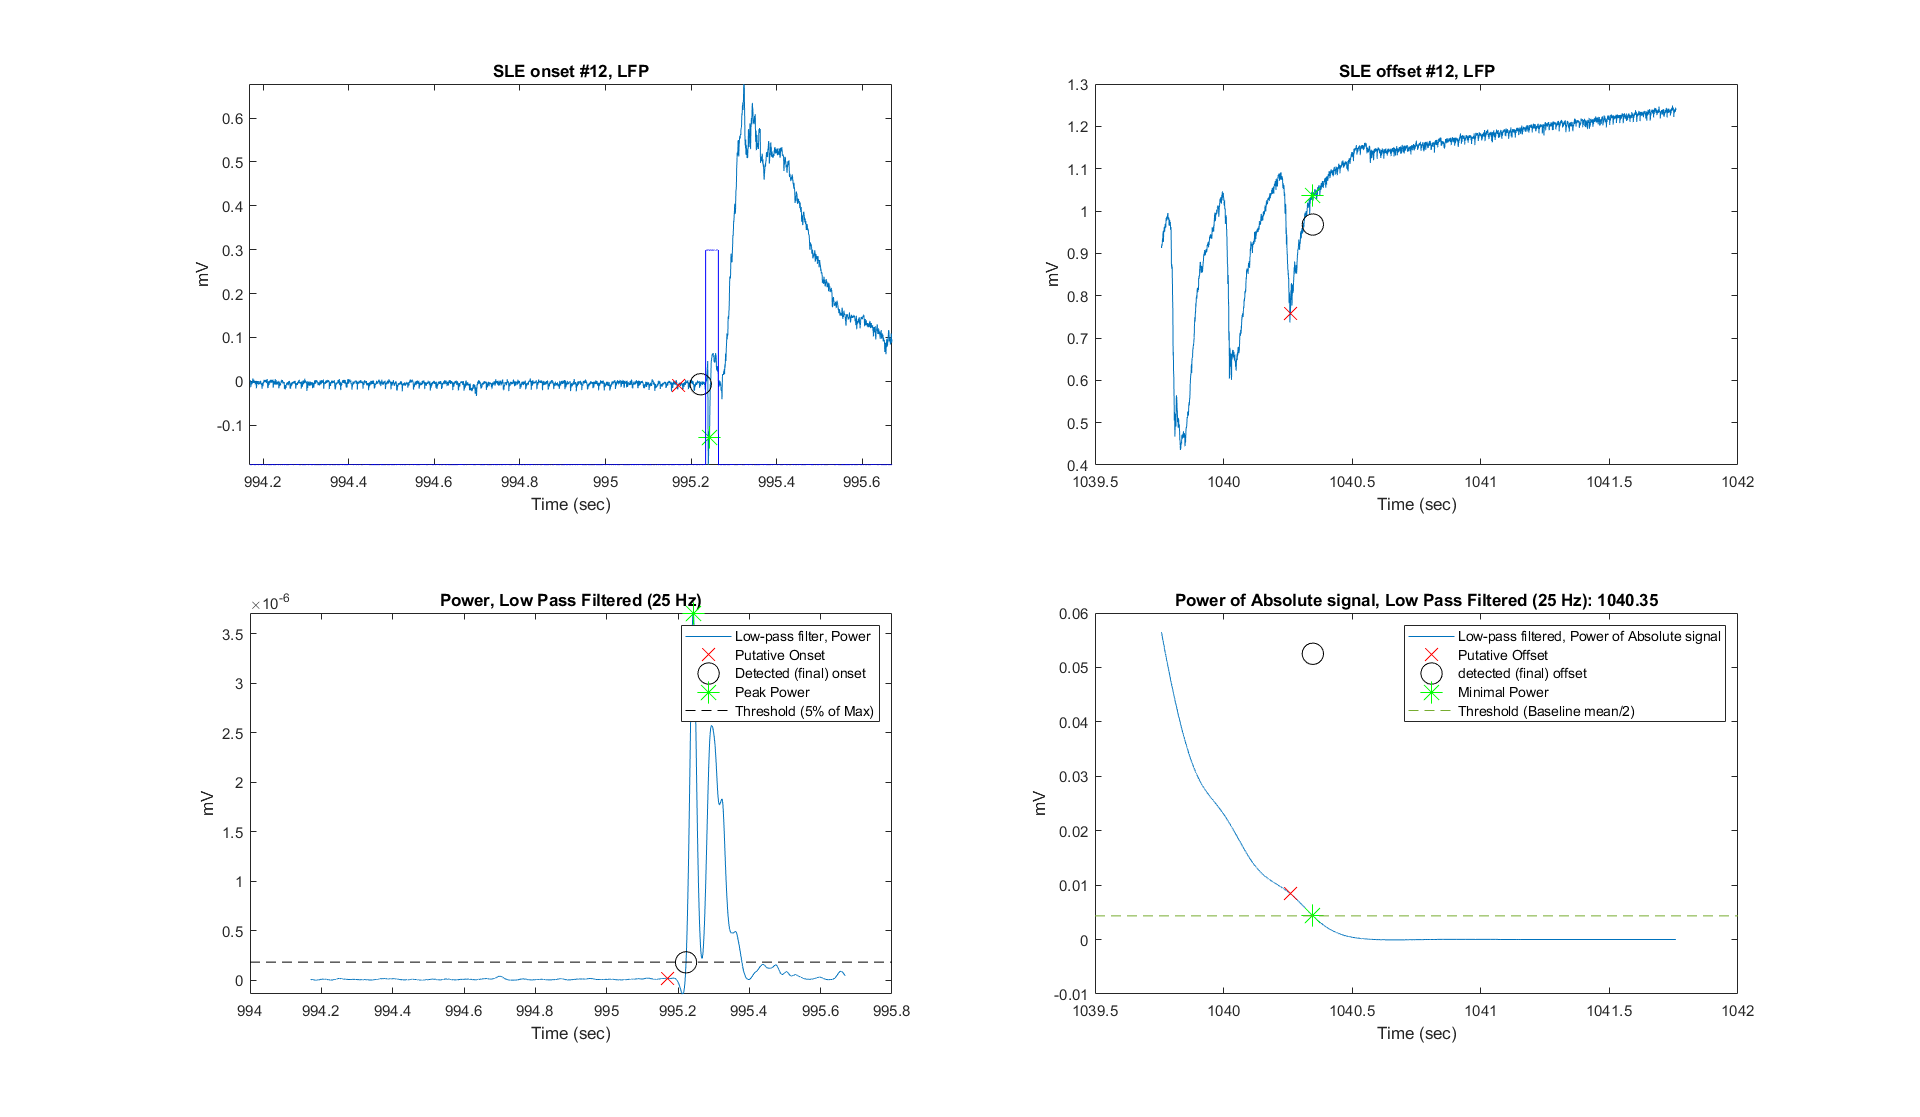 SLE onset #12, LFP
mV
0.6
0.5
0.4
0.3
0.2
0.1
0
-0.1
994.2 994.4 994.6 994.8 995 995.2 995.4 995.6
Time (sec)
SLE offset #12, LFP
mV
1.3
1.2
1.1
1
0.9
0.8
0.7
0.6
0.5
0.4
1039.5 1040 1040.5 1041 1041.5 1042
Time (sec)
×10-6
Power, Low Pass Filtered (25 Hz)
mV
3.5
3
2.5
2
1.5
1
0.5
0
Low-pass filter, Power
Putative Onset
Detected (final) onset
Peak Power
Threshold (5% of Max)
994 994.2 994.4 994.6 994.8 995 995.2 995.4 995.6 995.8
Time (sec)
Power of Absolute signal, Low Pass Filtered (25 Hz): 1040.35
mV
0.06
0.05
0.04
0.03
0.02
0.01
0
-0.01
Low-pass filtered, Power of Absolute signal
Putative Offset
detected (final) offset
Minimal Power
Threshold (Baseline mean/2)
1039.5 1040 1040.5 1041 1041.5 1042
Time (sec)